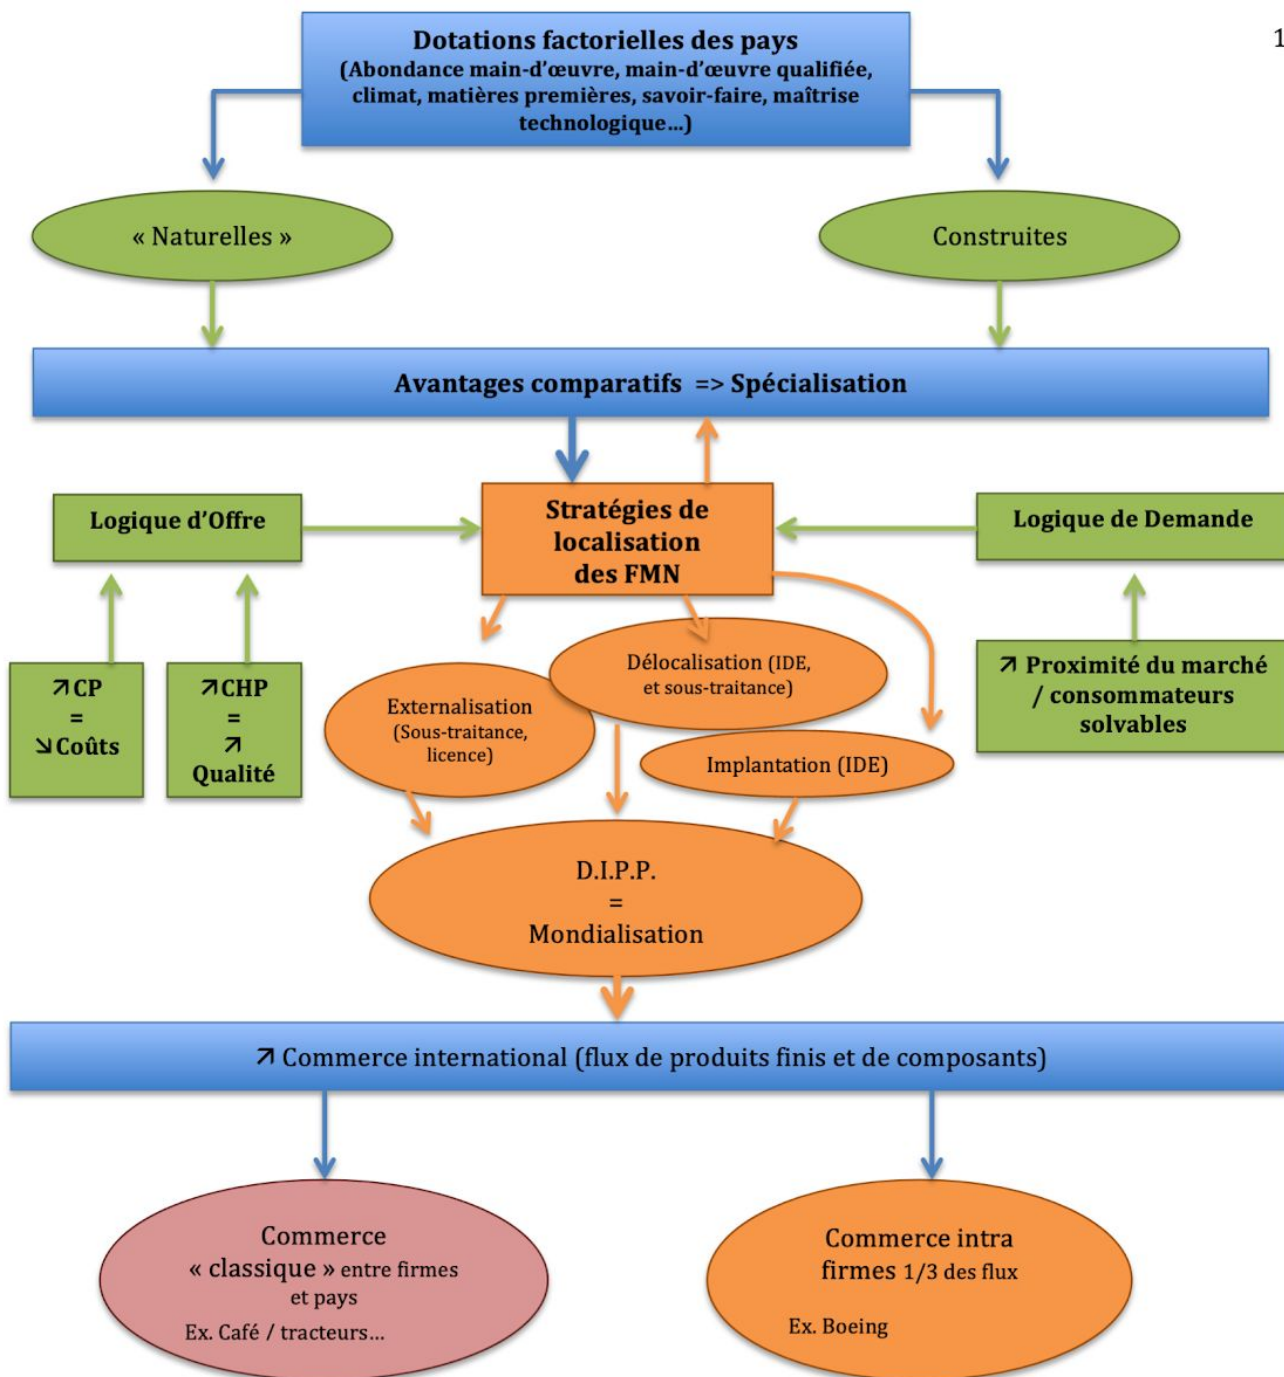 1
Dotations factorielles des pays
(Abondance main-d’œuvre, main-d’œuvre qualifiée,
climat, matières premières, savoir-faire, maîtrise
technologique…)
« Naturelles »
Construites
Avantages comparatifs => Spécialisation
Logique d’Offre
Stratégies de
localisation
des FMN
Logique de Demande
↗ CP
=
↘ Coûts
↗ CHP
=
↗
Qualité
Externalisation
(Sous-traitance,
licence)
Délocalisation (IDE,
et sous-traitance)
Implantation (IDE)
↗ Proximité du marché
/ consommateurs
solvables
D.I.P.P.
=
Mondialisation
↗ Commerce international (flux de produits finis et de composants)
Commerce
« classique » entre firmes
et pays
Ex. Café / tracteurs…
Commerce intra
firmes 1/3 des flux
Ex. Boeing